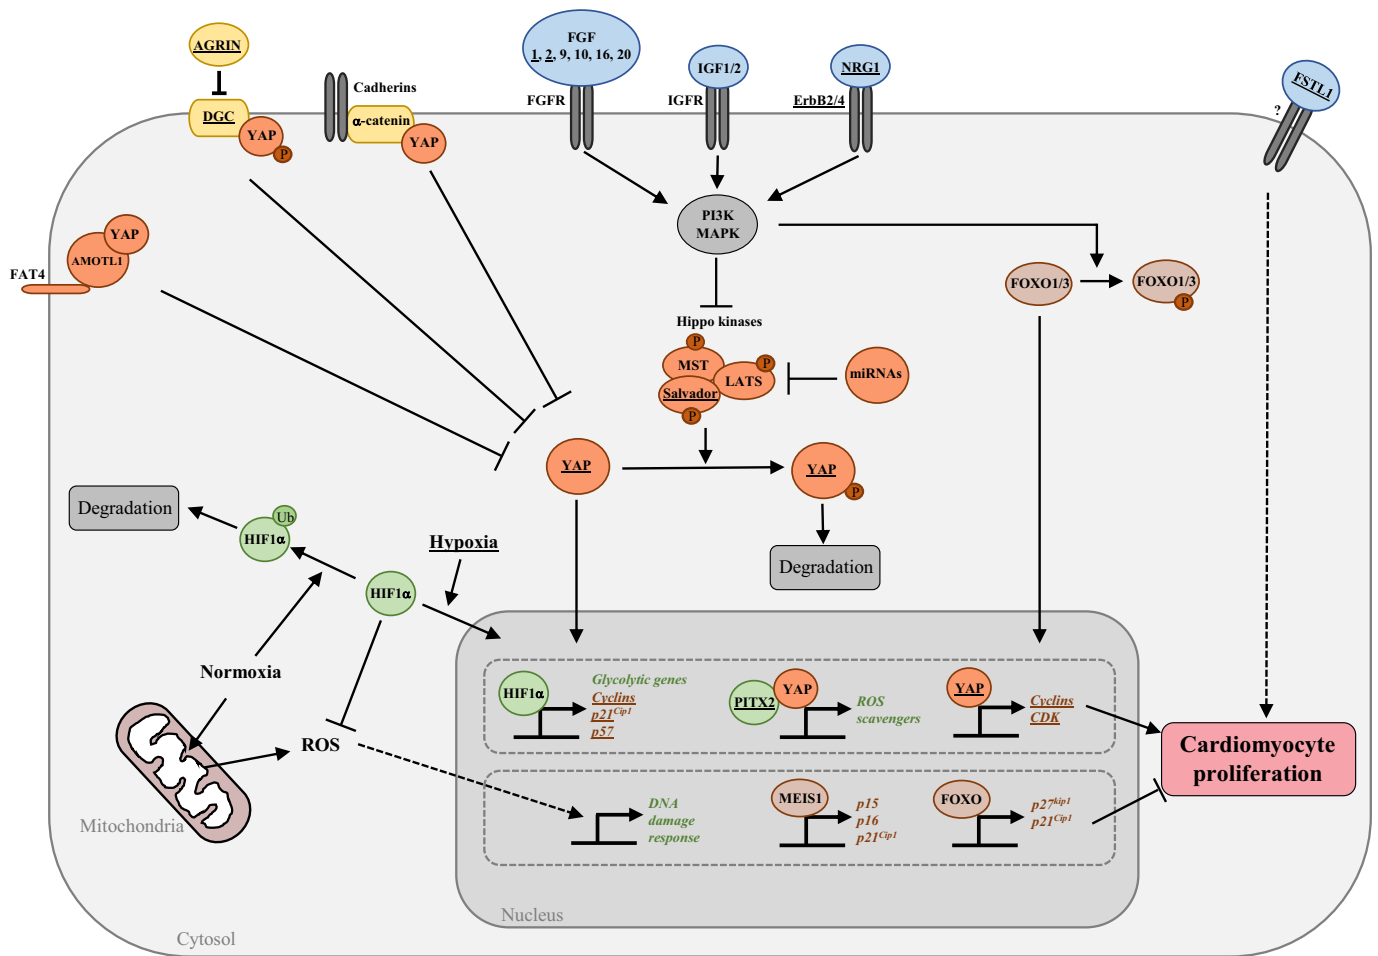 AGRIN
DGC
YAP
P
Cadherins
α-catenin
YAP
FGF
1, 2, 9, 10, 16, 20
FGFR
IGF1/2
IGFR
NRG1
ErbB2/4
FSTL1
?
PI3K
MAPK
YAP
AMOTL1
FAT4
FOXO1/3
FOXO1/3
P
Hippo kinases
P
MST
P
LATS
Salvador
P
miRNAs
YAP
YAP
P
Degradation
Degradation
Ub
HIF1α
Hypoxia
HIF1α
Normoxia
ROS
Mitochondria
HIF1α
Glycolytic genes
Cyclins
p21Cip1
p57
PITX2
YAP
ROS
scavengers
YAP
Cyclins
CDK
Cardiomyocyte
proliferation
DNA
damage
response
MEIS1
p15
p16
p21Cip1
FOXO
p27kip1
p21Cip1
Nucleus
Cytosol